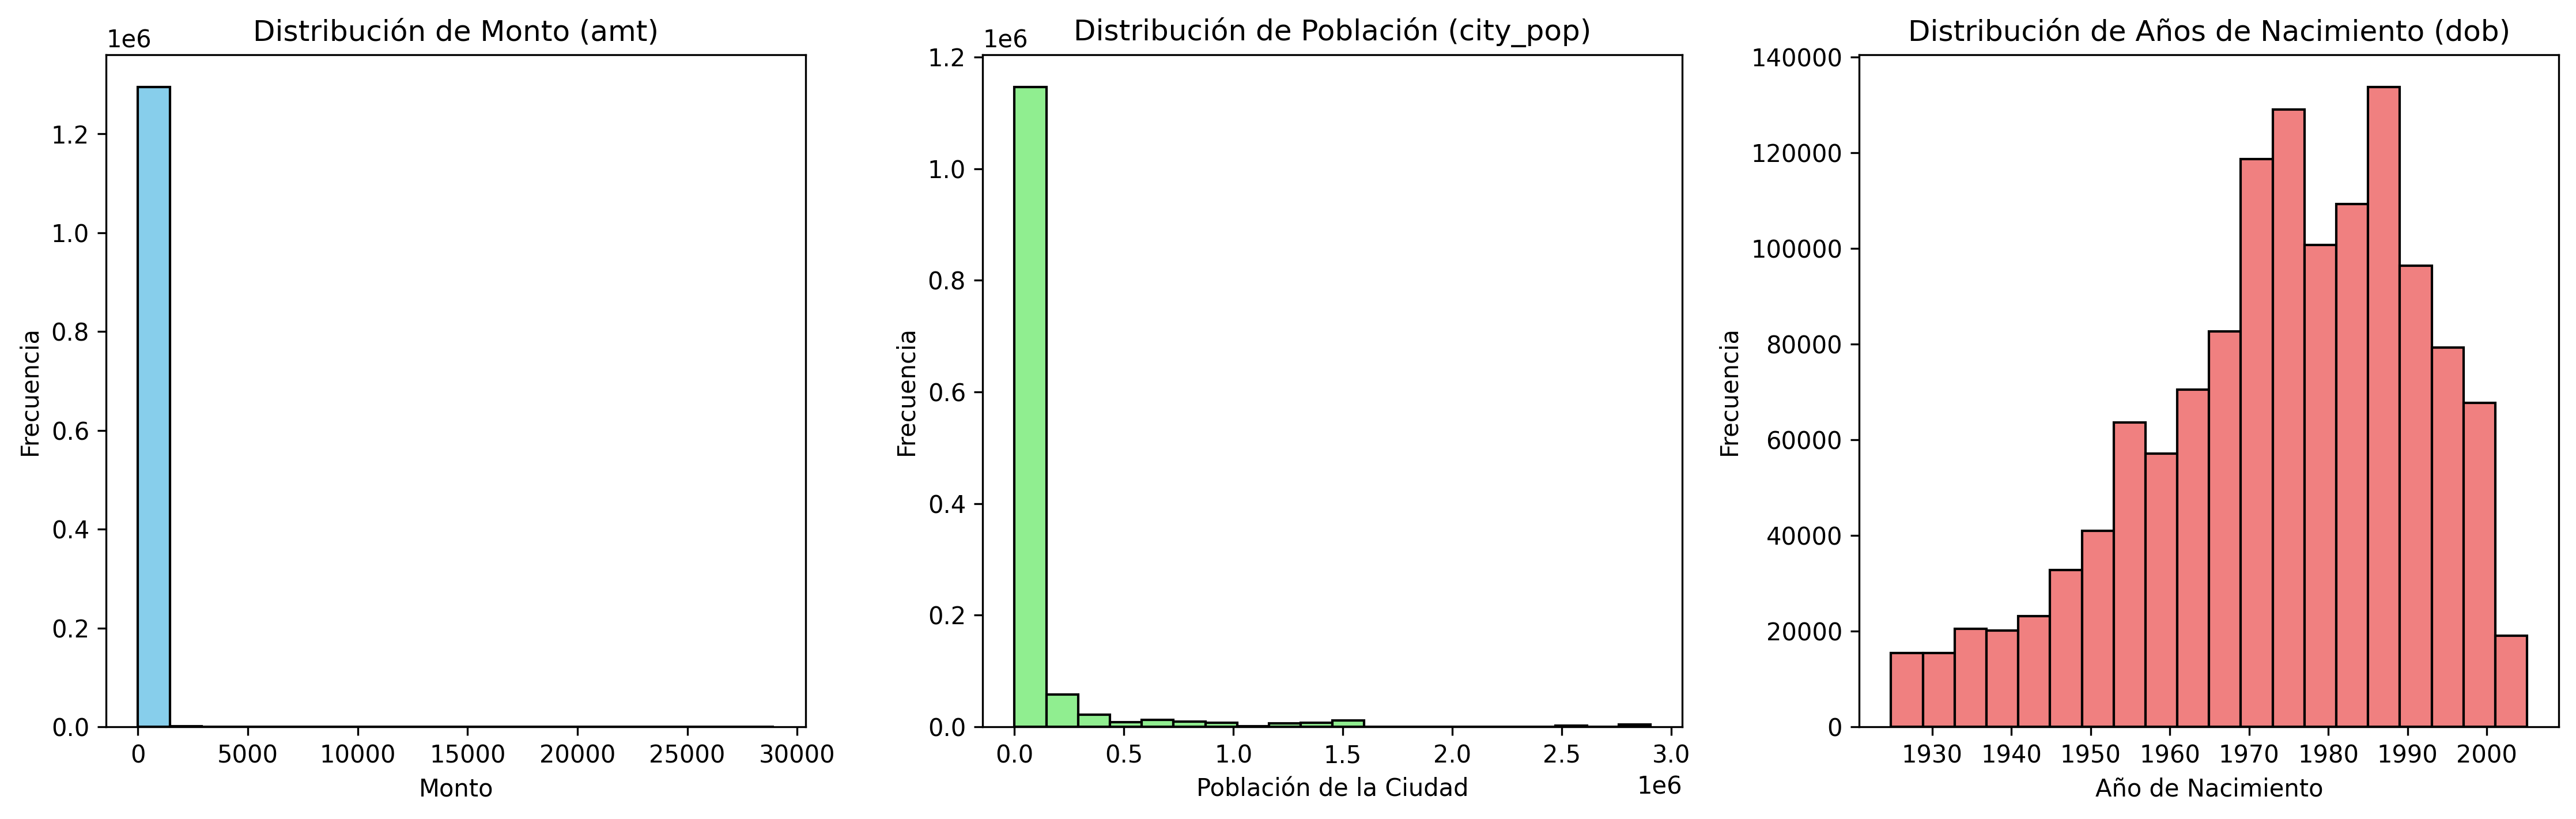 Distribución de Monto (amt)
1e6
1.2
1.0
0.8
0.6
0.4
0.2
0.0
Frecuencia
0 5000 10000 15000 20000 25000 30000
Monto
Distribución de Población (city_pop)
1e6
1.2
1.0
0.8
0.6
0.4
0.2
0.0
Frecuencia
0.0 0.5 1.0 1.5 2.0 2.5 3.0
1e6
Población de la Ciudad
Distribución de Años de Nacimiento (dob)
140000
120000
100000
80000
60000
40000
20000
0
Frecuencia
1930 1940 1950 1960 1970 1980 1990 2000
Año de Nacimiento